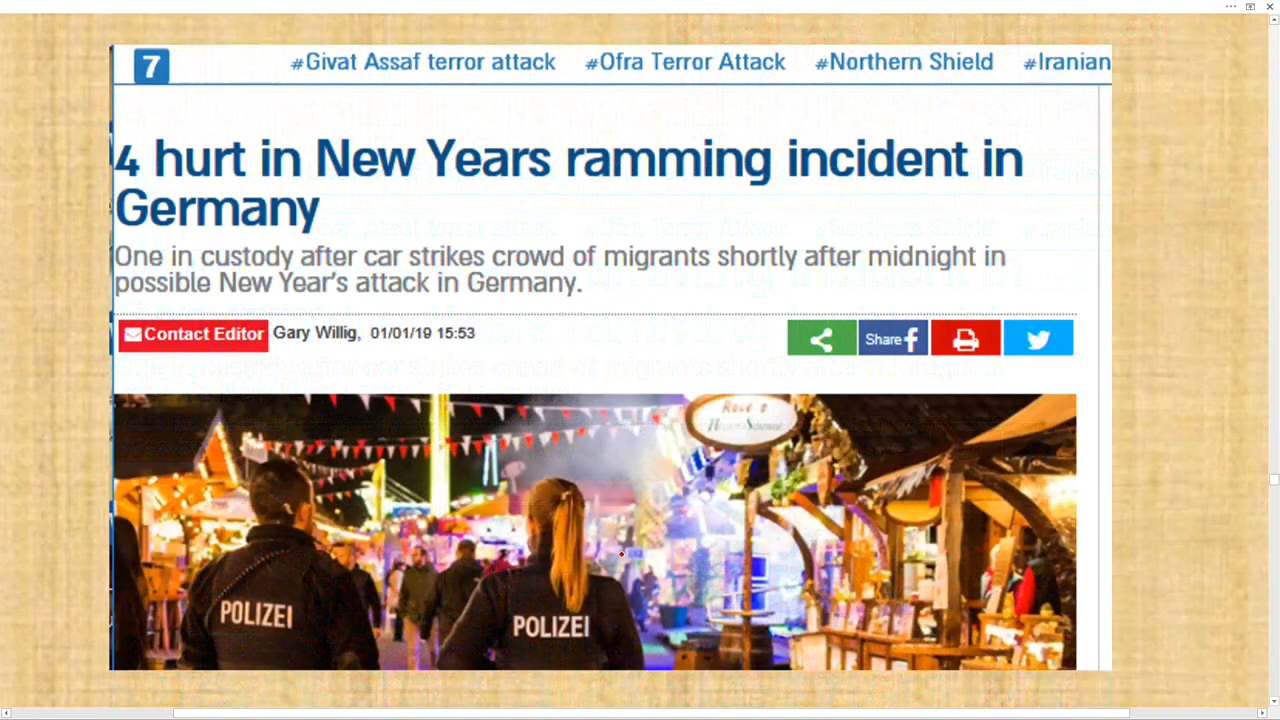 7 #Givat Assaf terror attack #Ofra Terror Attack #Northern Shield #Iranian
4 hurt in New Years ramming incident in
Germany
One in custody after car strikes crowd of migrants shortly after midnight in
possible New Year's attack in Germany.
Contact Editor Gary Willig, 01/01/19 15:53
Share
POLIZEI
POLIZEI